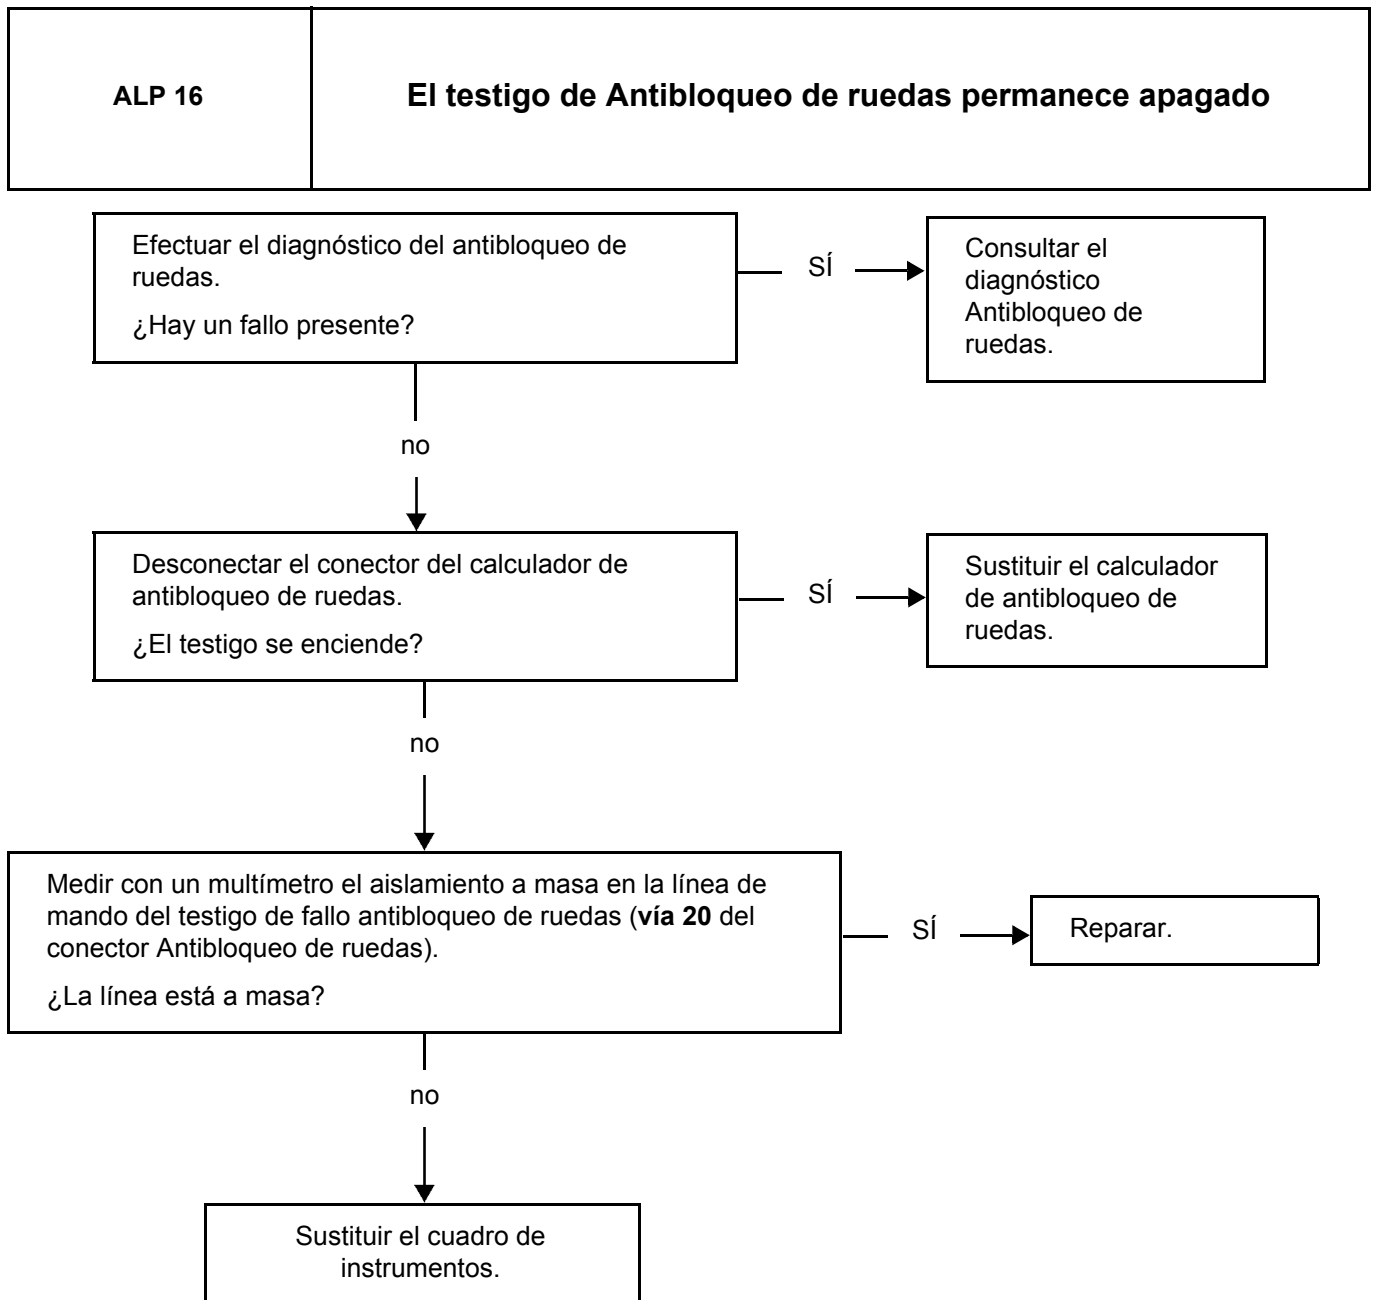 ALP 16
El testigo de Antibloqueo de ruedas permanece apagado
Efectuar el diagnóstico del antibloqueo de
ruedas.
¿Hay un fallo presente?
SÍ
Consultar el
diagnóstico
Antibloqueo de
ruedas.
no
Desconectar el conector del calculador de
antibloqueo de ruedas.
¿El testigo se enciende?
SÍ
Sustituir el calculador
de antibloqueo de
ruedas.
no
Medir con un multímetro el aislamiento a masa en la línea de
mando del testigo de fallo antibloqueo de ruedas (vía 20 del
conector Antibloqueo de ruedas).
¿La línea está a masa?
SÍ
Reparar.
no
Sustituir el cuadro de
instrumentos.